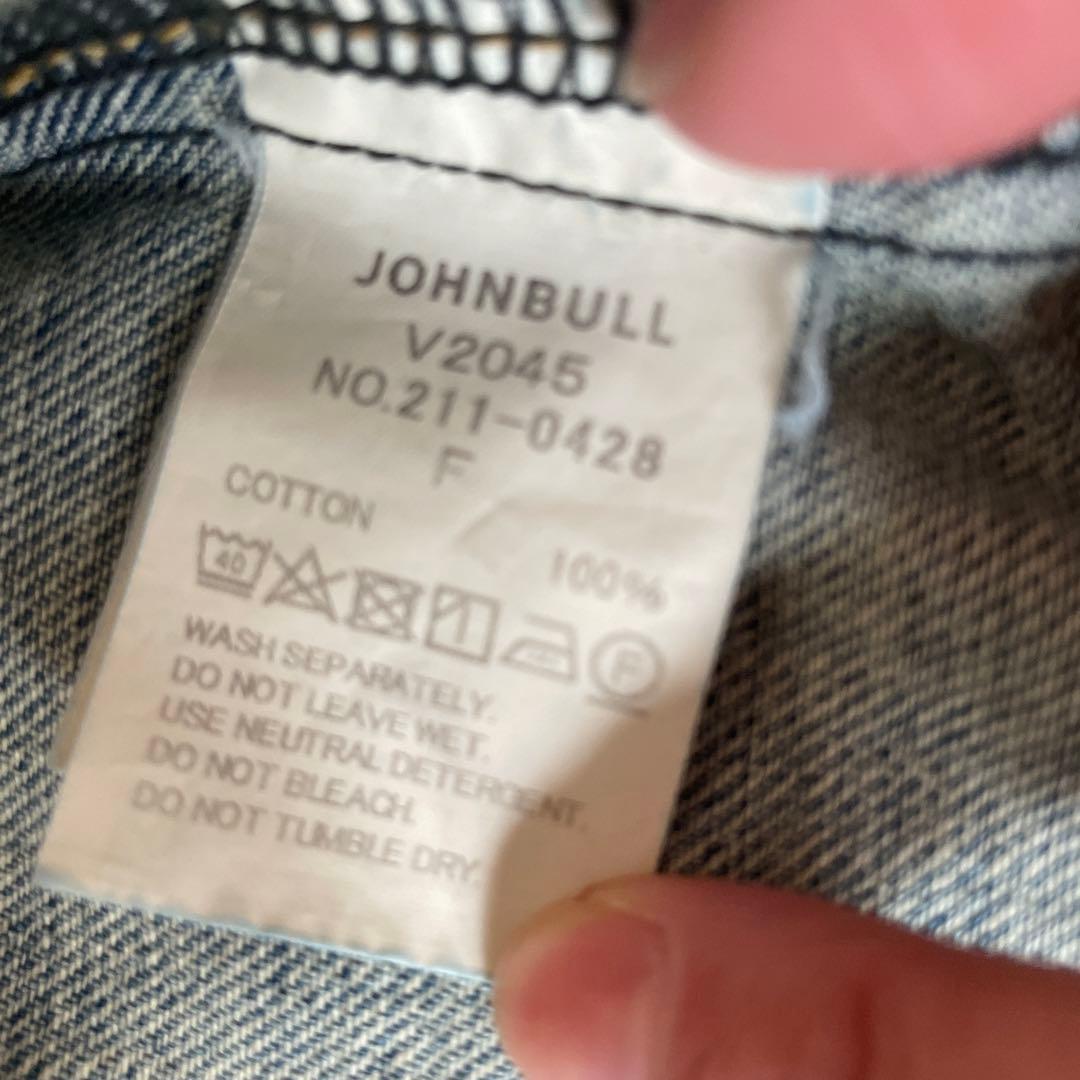 JOHNBULL
V2045
NO.211-0428
F
COTTON 100%
40
F
WASH SEPARATELY.
DO NOT LEAVE WET.
USE NEUTRAL DETERGENT.
DO NOT BLEACH.
DO NOT TUMBLE DRY.